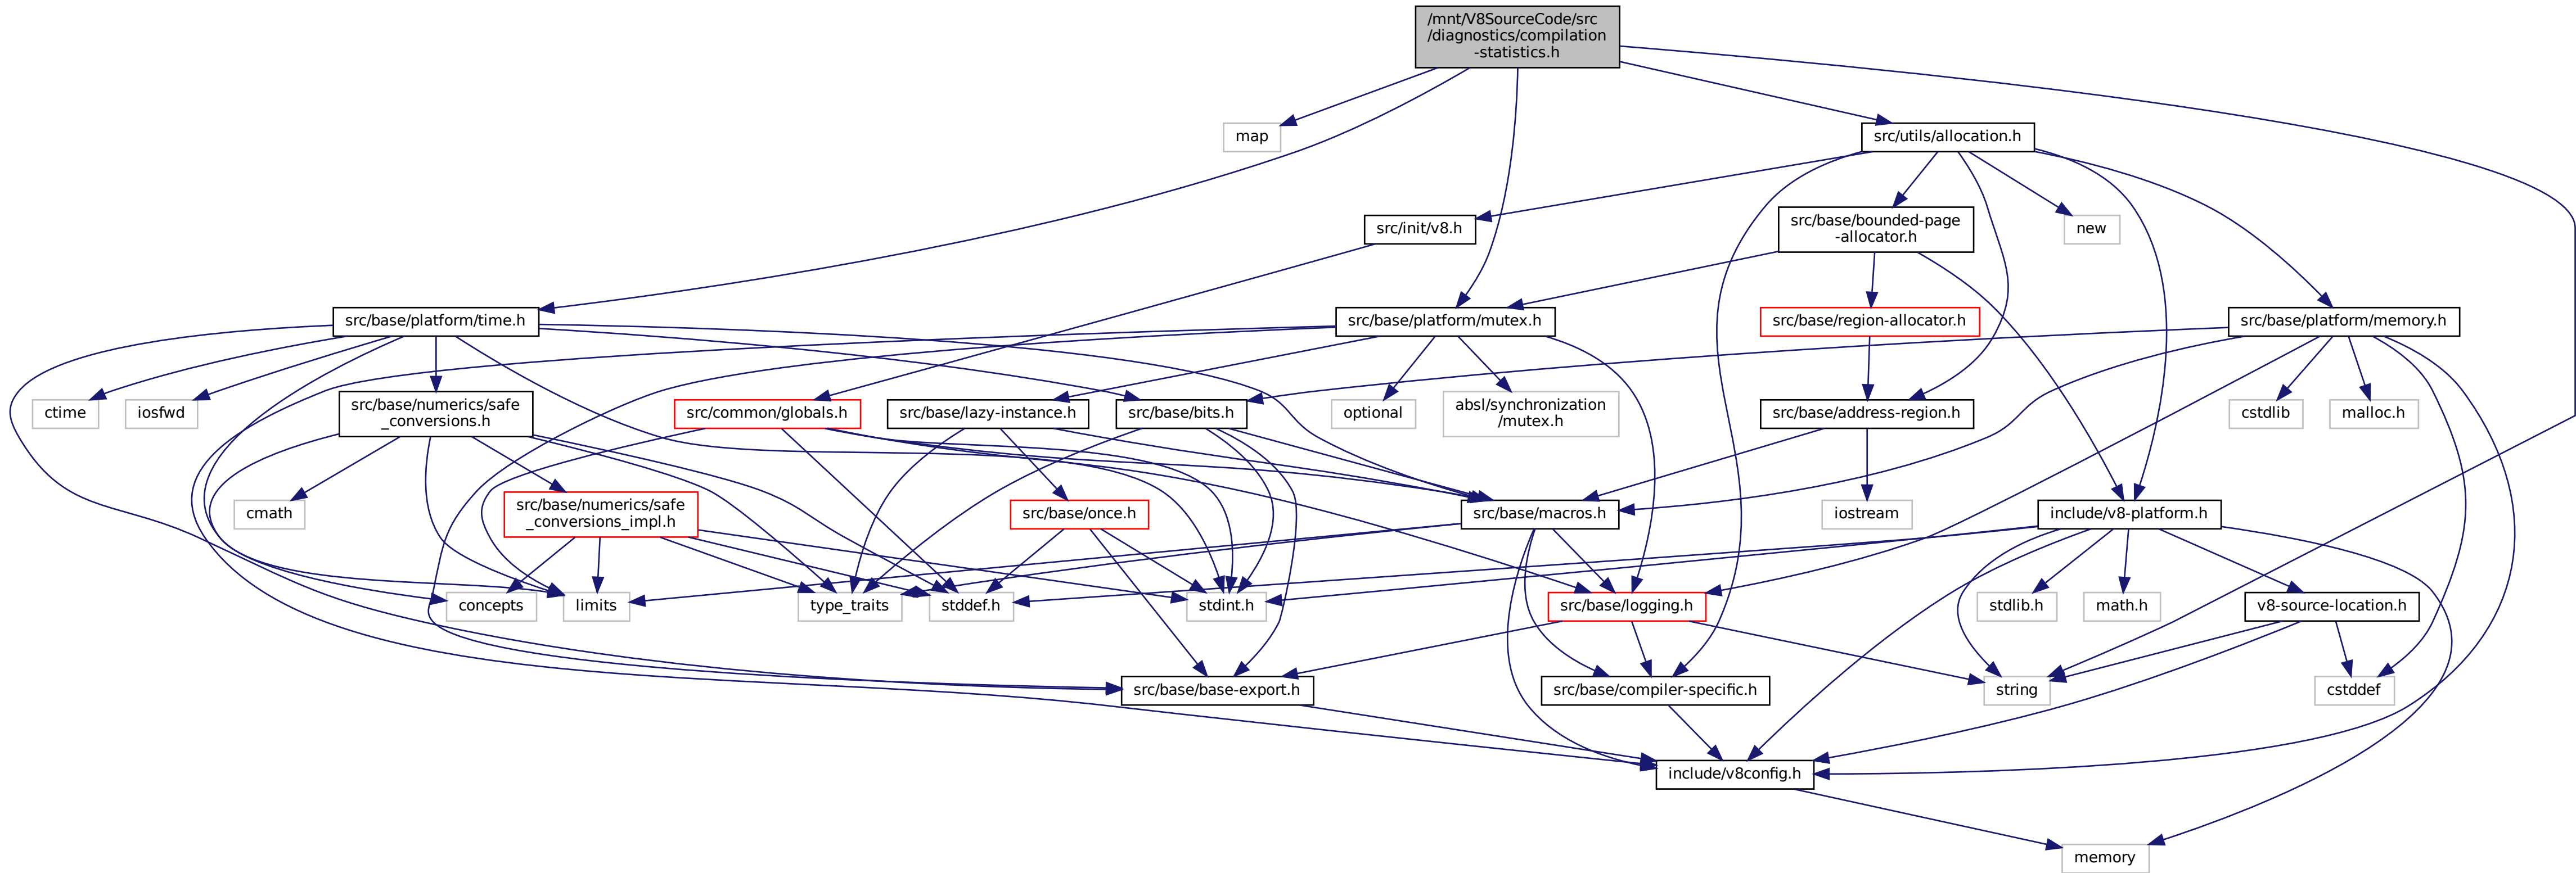 /mnt/V8SourceCode/src
/diagnostics/compilation
-statistics.h
map
src/utils/allocation.h
src/init/v8.h
src/base/bounded-page
-allocator.h
new
src/base/platform/time.h
src/base/platform/mutex.h
src/base/region-allocator.h
src/base/platform/memory.h
ctime
iosfwd
src/base/numerics/safe
_conversions.h
src/common/globals.h
src/base/lazy-instance.h
src/base/bits.h
optional
absl/synchronization
/mutex.h
src/base/address-region.h
cstdlib
malloc.h
cmath
src/base/numerics/safe
_conversions_impl.h
src/base/once.h
src/base/macros.h
iostream
include/v8-platform.h
concepts
limits
type_traits
stddef.h
stdint.h
src/base/logging.h
stdlib.h
math.h
v8-source-location.h
src/base/base-export.h
src/base/compiler-specific.h
string
cstddef
include/v8config.h
memory